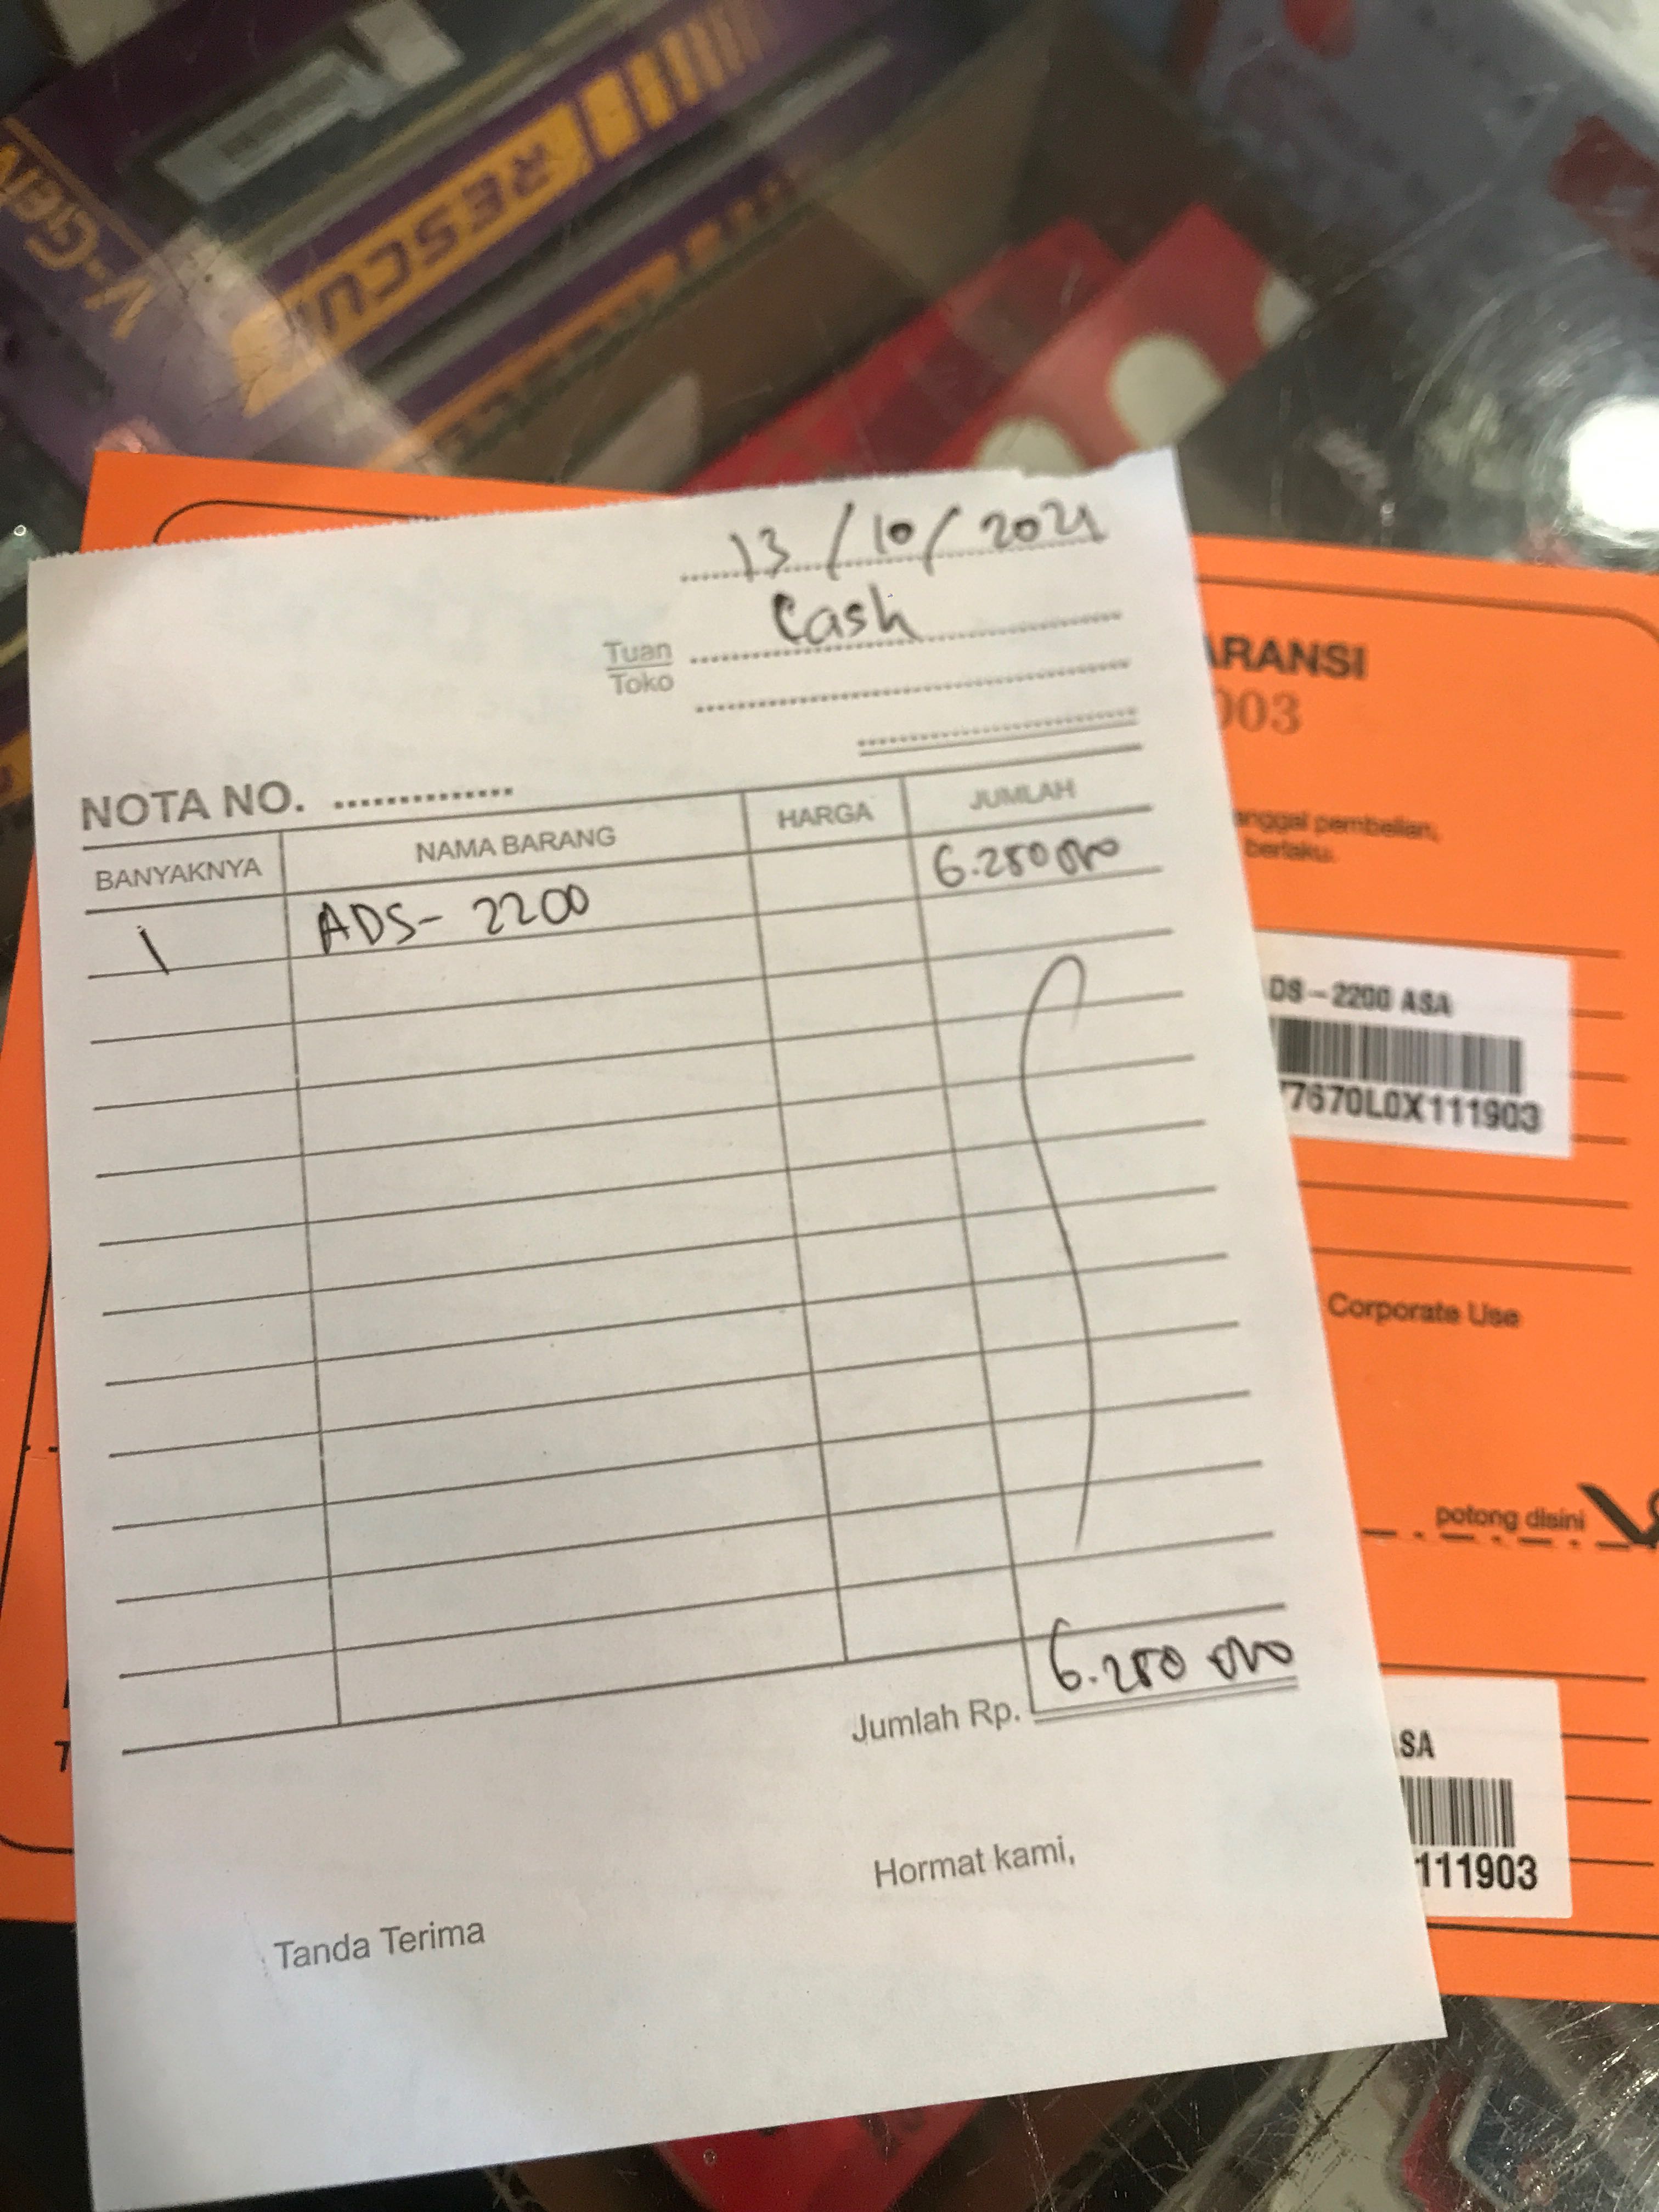 V-GeN
RESCUE
13/10/2021
Tuan
Toko
Cash
NOTA NO. ..............
BANYAKNYA NAMA BARANG HARGA JUMLAH
1 ADS-2200 6.250.000
Jumlah Rp. 6.250.000
Hormat kami,
Tanda Terima
ARANSI
003
anggal pembelian,
berlaku.
DS-2200 ASA
77670L0X111903
Corporate Use
potong disini
SA
111903